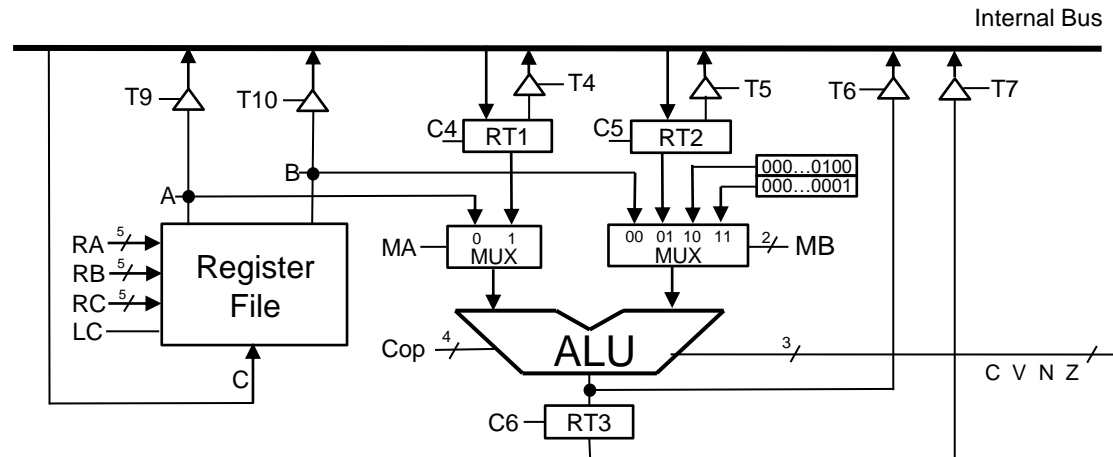 Internal Bus
T9
T10
T4
T5
T6
T7
C4
RT1
C5
RT2
000...0100
000...0001
B
A
RA
5
RB
5
RC
5
LC
Register
File
C
MA
0 1
MUX
00 01 10 11
MUX
2
MB
Cop
4
ALU
3
C V N Z
C6
RT3